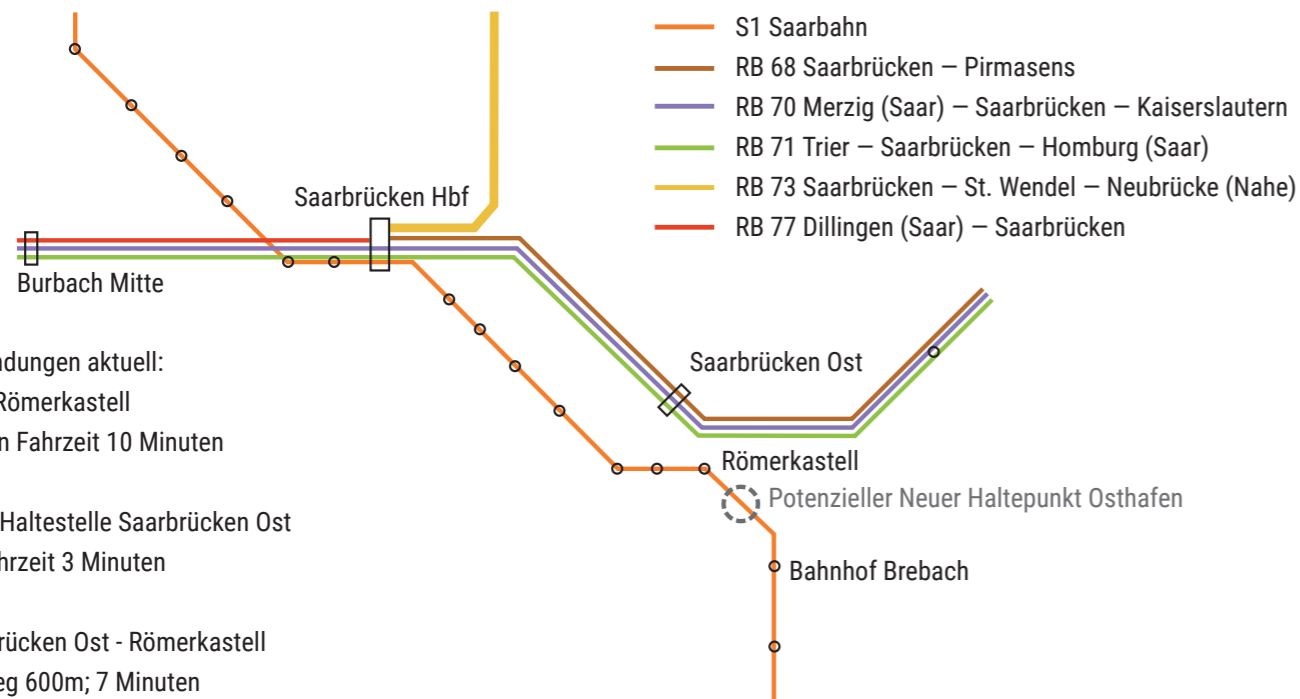 S1 Saarbahn
RB 68 Saarbrücken – Pirmasens
RB 70 Merzig (Saar) – Saarbrücken – Kaiserslautern
RB 71 Trier – Saarbrücken – Homburg (Saar)
RB 73 Saarbrücken – St. Wendel – Neubrücke (Nahe)
RB 77 Dillingen (Saar) – Saarbrücken
Saarbrücken Hbf
Burbach Mitte
Saarbrücken Ost
Römerkastell
Potenzieller Neuer Haltepunkt Osthafen
Bahnhof Brebach
ndungen aktuell:
Römerkastell
n Fahrzeit 10 Minuten
Haltestelle Saarbrücken Ost
hrzeit 3 Minuten
rücken Ost - Römerkastell
eg 600m; 7 Minuten